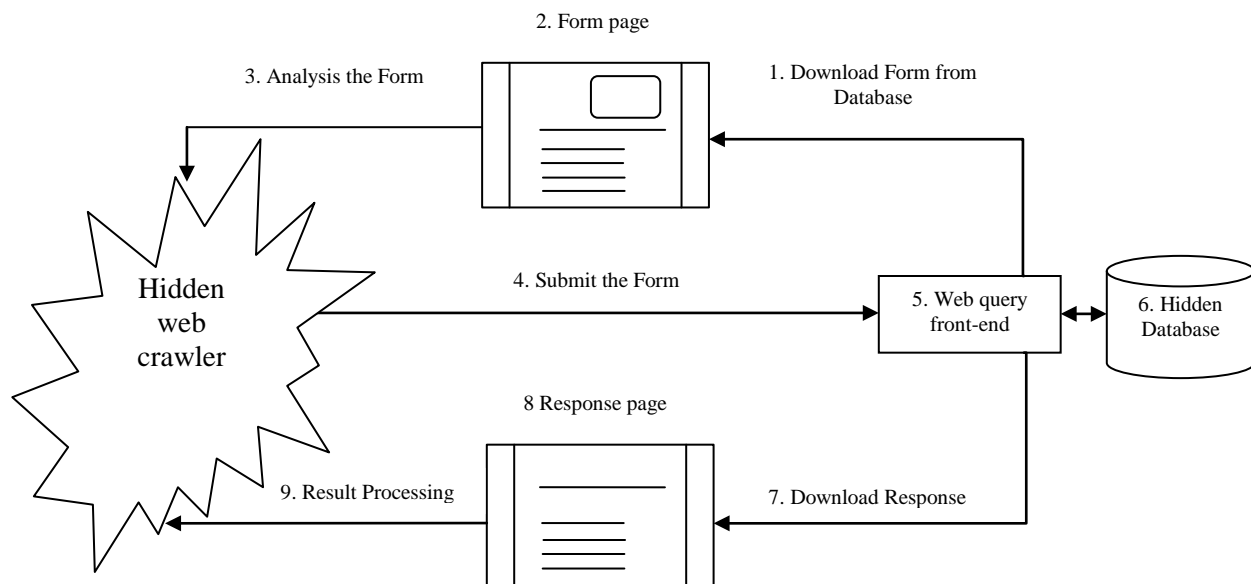 2. Form page
3. Analysis the Form
1. Download Form from
Database
Hidden
web
crawler
4. Submit the Form
5. Web query
front-end
6. Hidden
Database
8 Response page
9. Result Processing
7. Download Response